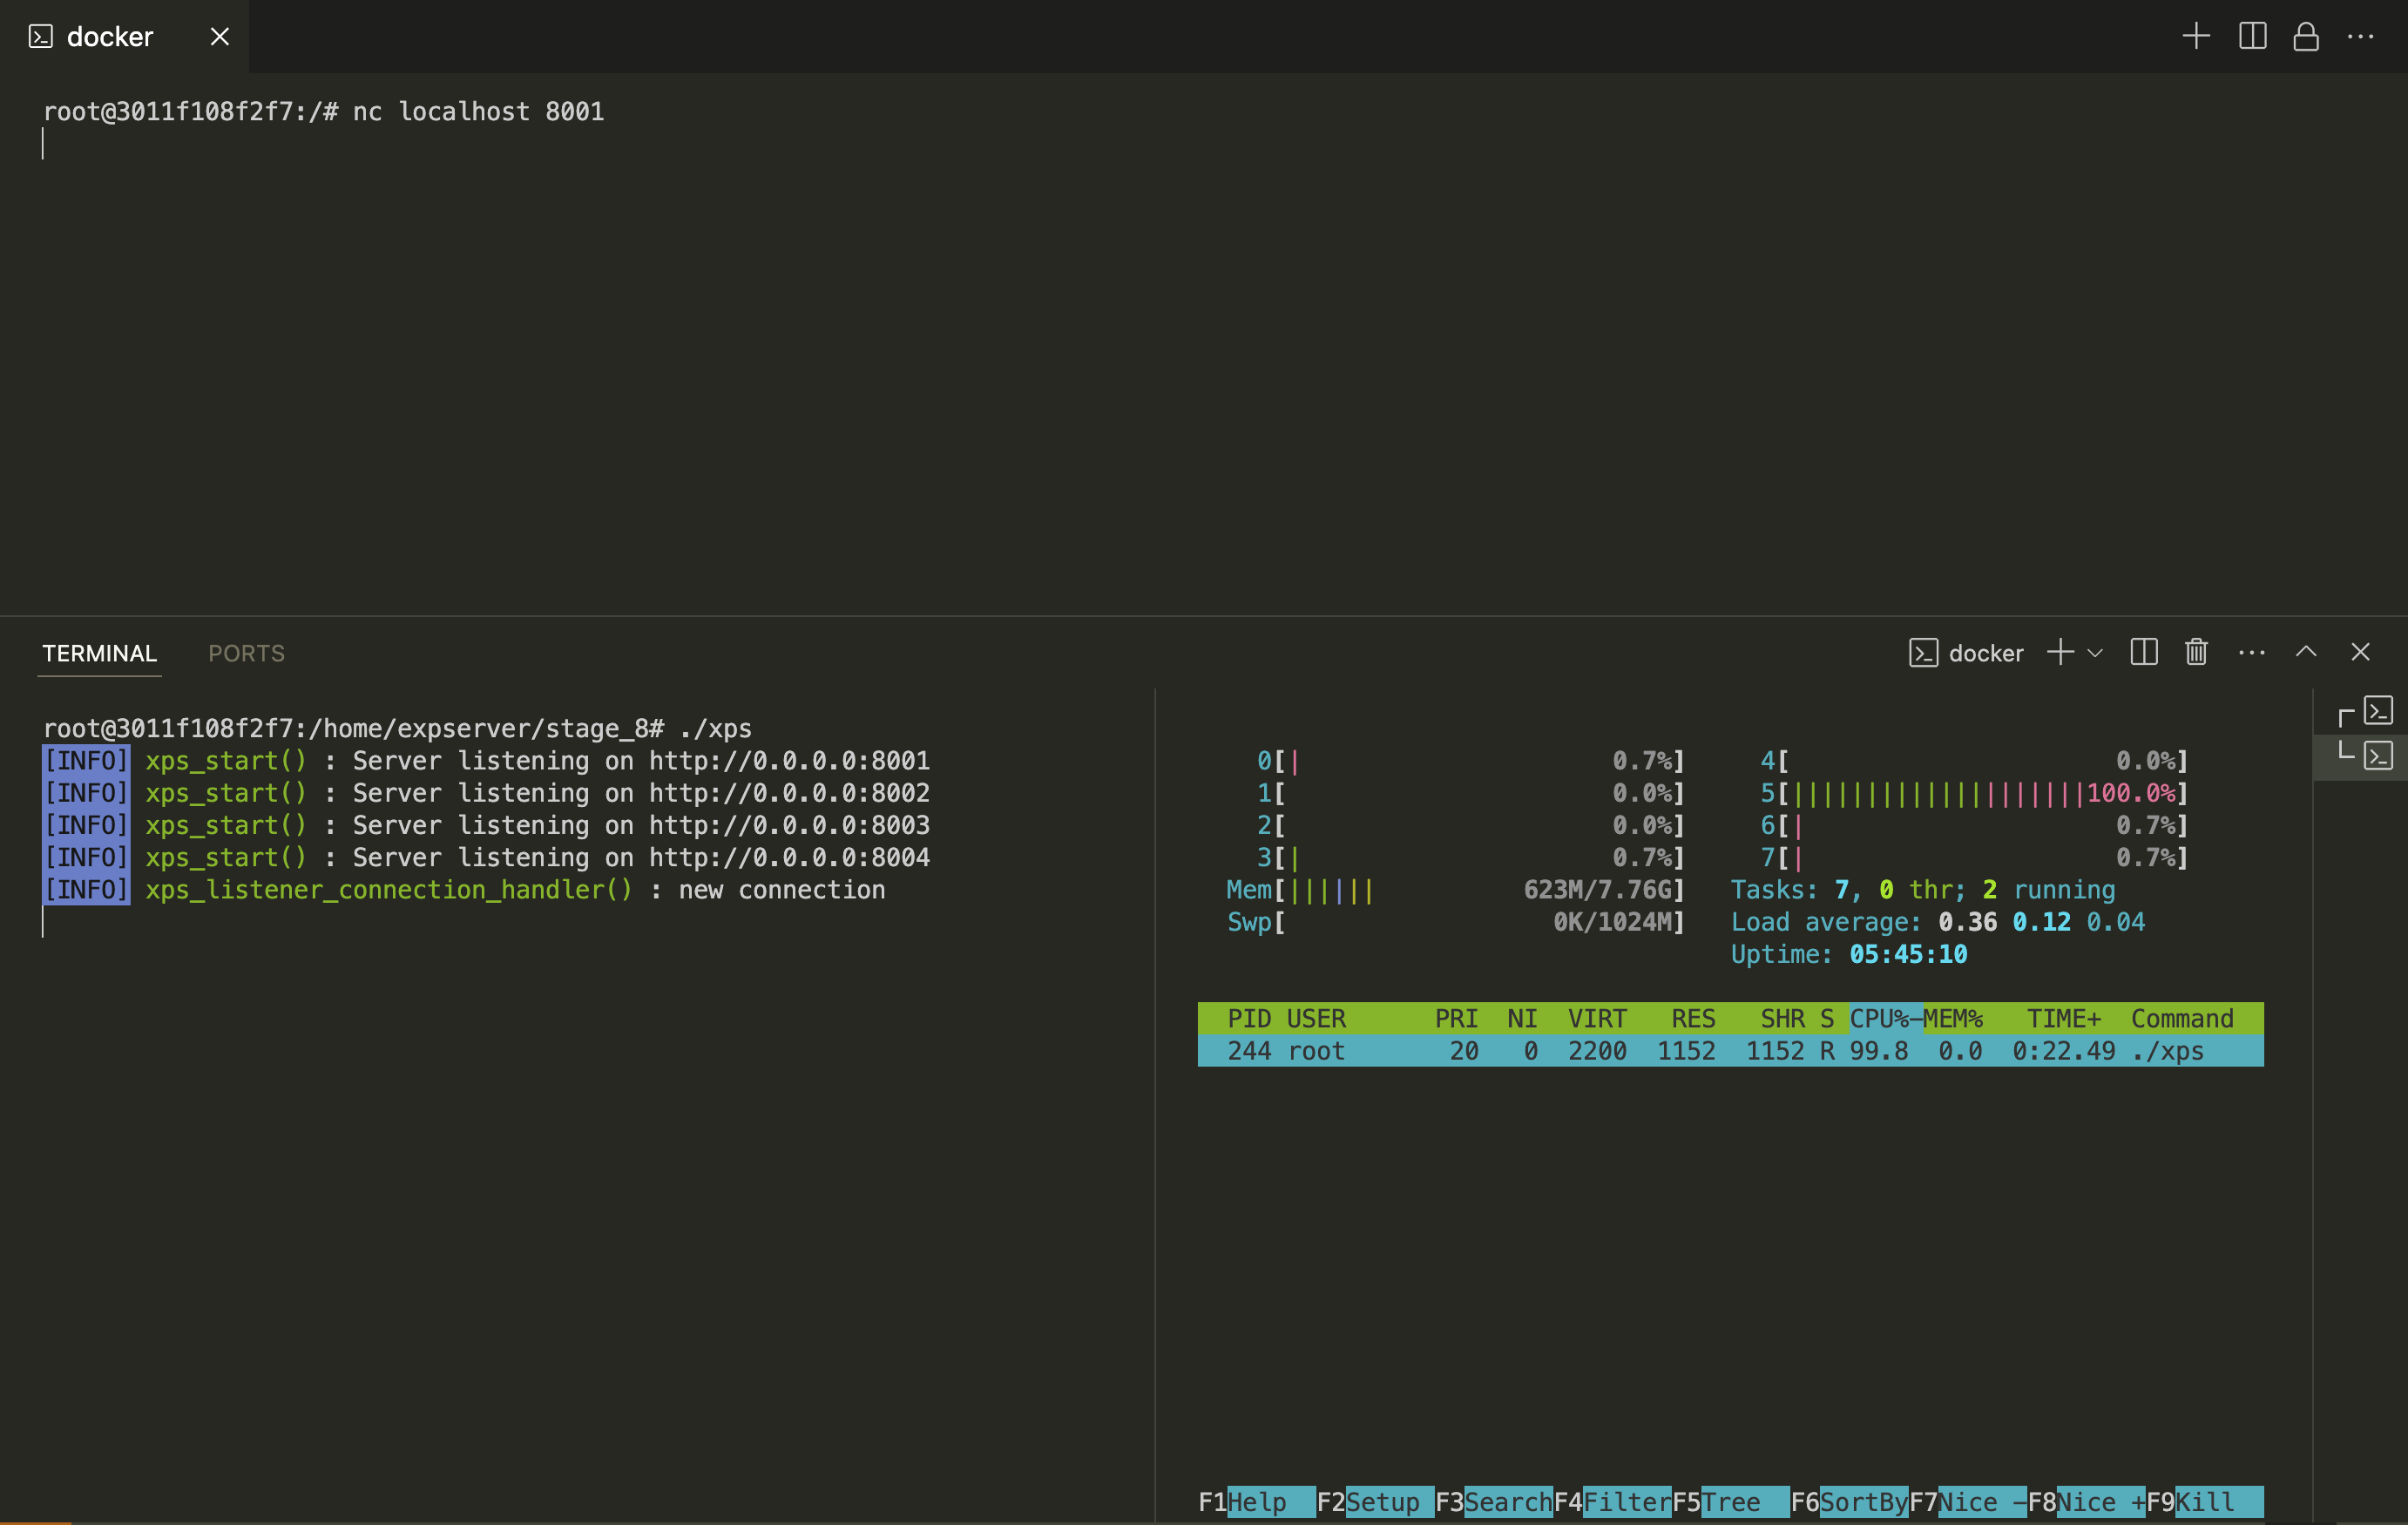 docker
root@3011f108f2f7:/# nc localhost 8001
TERMINAL PORTS docker
root@3011f108f2f7:/home/expserver/stage_8# ./xps
[INFO] xps_start() : Server listening on http://0.0.0.0:8001
[INFO] xps_start() : Server listening on http://0.0.0.0:8002
[INFO] xps_start() : Server listening on http://0.0.0.0:8003
[INFO] xps_start() : Server listening on http://0.0.0.0:8004
[INFO] xps_listener_connection_handler() : new connection
0[| 0.7%] 4[ 0.0%]
1[ 0.0%] 5[||||||||||||||||||||100.0%]
2[ 0.0%] 6[| 0.7%]
3[| 0.7%] 7[| 0.7%]
Mem[|||||| 623M/7.76G] Tasks: 7, 0 thr; 2 running
Swp[ 0K/1024M] Load average: 0.36 0.12 0.04
Uptime: 05:45:10
PID USER PRI NI VIRT RES SHR S CPU%-MEM% TIME+ Command
244 root 20 0 2200 1152 1152 R 99.8 0.0 0:22.49 ./xps
F1Help F2Setup F3SearchF4FilterF5Tree F6SortByF7Nice -F8Nice +F9Kill